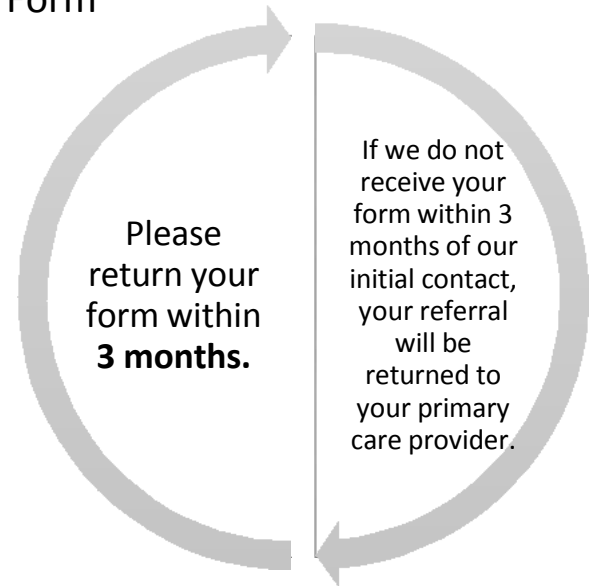 Form
Please
return your
form within
3 months.
If we do not
receive your
form within 3
months of our
initial contact,
your referral
will be
returned to
your primary
care provider.